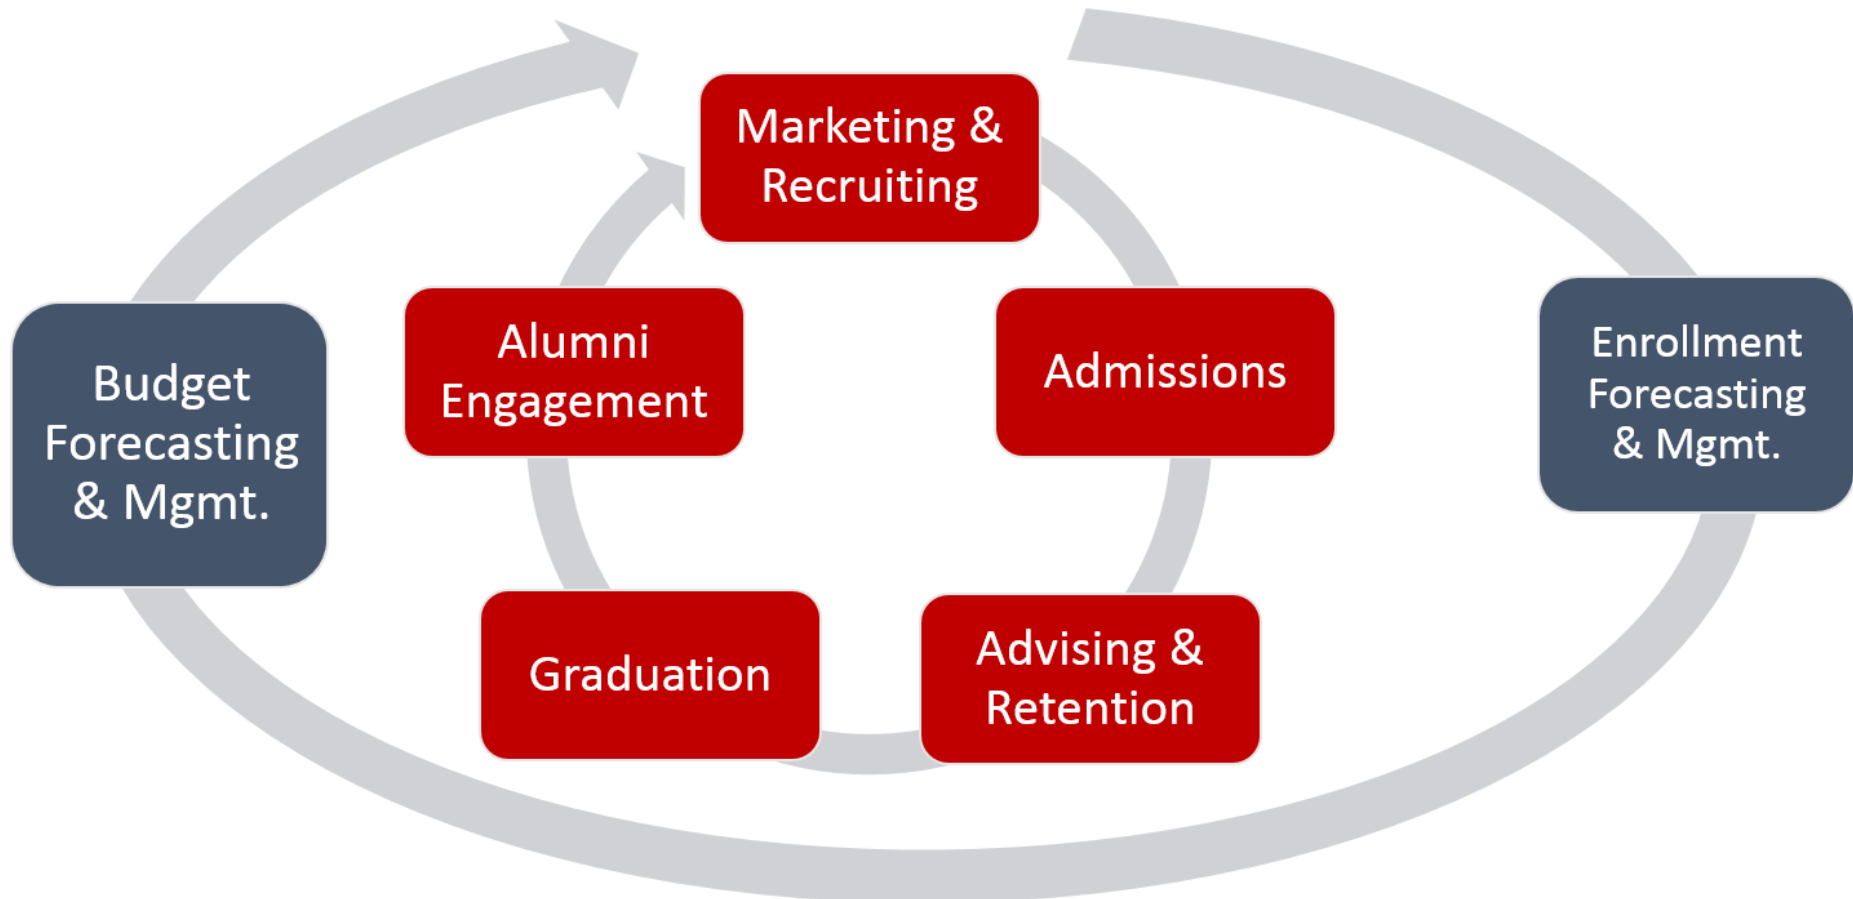 Marketing &
Recruiting
Admissions
Advising &
Retention
Graduation
Alumni
Engagement
Enrollment
Forecasting
& Mgmt.
Budget
Forecasting
& Mgmt.